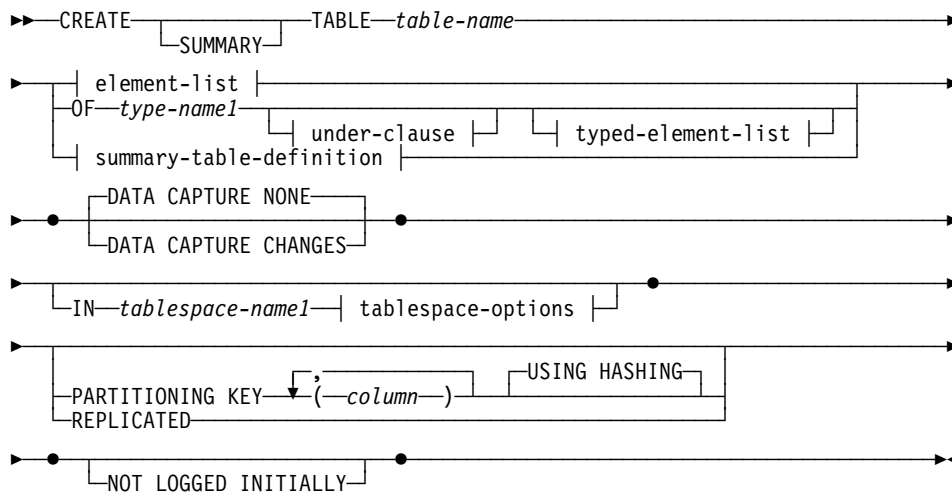 CREATE TABLE table-name
SUMMARY
element-list
OF type-name1
under-clause typed-element-list
summary-table-definition
DATA CAPTURE NONE
DATA CAPTURE CHANGES
IN tablespace-name1 tablespace-options
, USING HASHING
PARTITIONING KEY ( column )
REPLICATED
NOT LOGGED INITIALLY